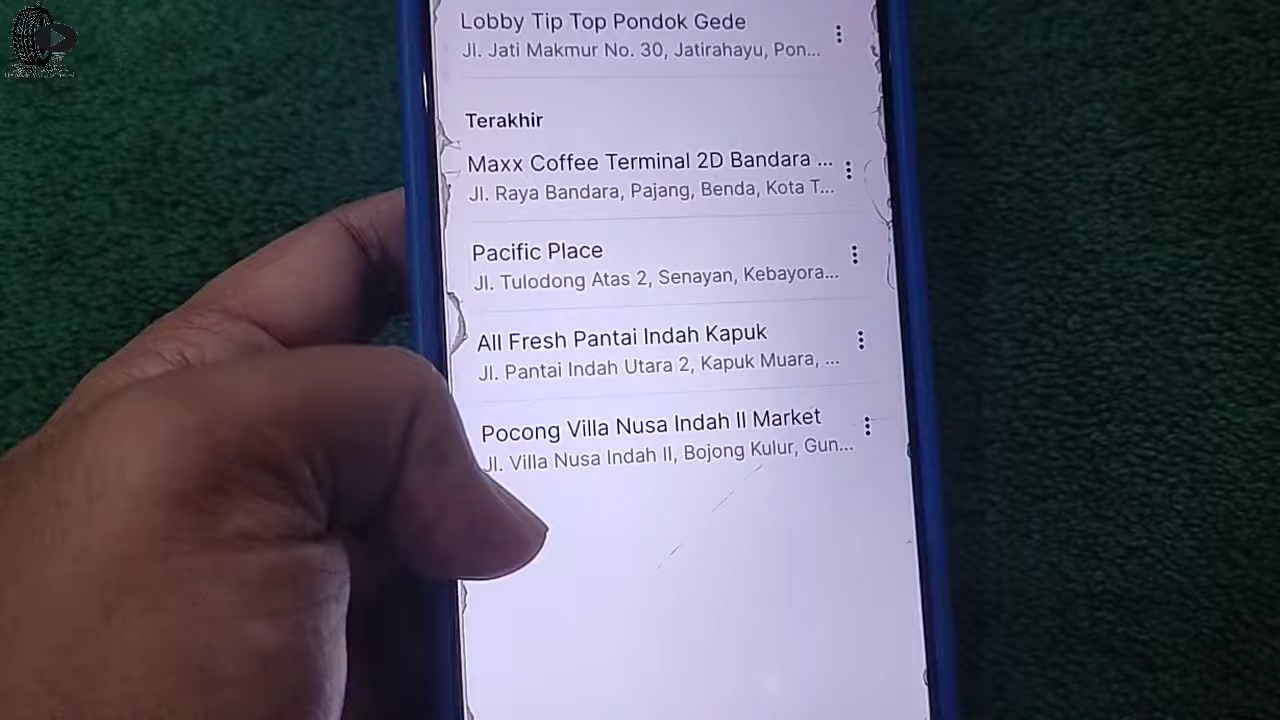 Lobby Tip Top Pondok Gede
Jl. Jati Makmur No. 30, Jatirahayu, Pon...
Terakhir
Maxx Coffee Terminal 2D Bandara ...
Jl. Raya Bandara, Pajang, Benda, Kota T...
Pacific Place
Jl. Tulodong Atas 2, Senayan, Kebayora...
All Fresh Pantai Indah Kapuk
Jl. Pantai Indah Utara 2, Kapuk Muara, ...
Pocong Villa Nusa Indah II Market
Jl. Villa Nusa Indah II, Bojong Kulur, Gun...